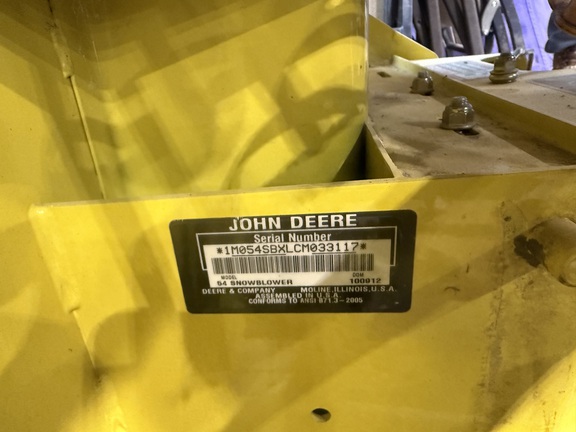 JOHN DEERE
Serial Number
*1M054SBXLCM033117*
MODEL DOM
54 SNOWBLOWER 100912
DEERE & COMPANY MOLINE, ILLINOIS, U.S.A.
ASSEMBLED IN U.S.A.
CONFORMS TO ANSI B71.3-2005